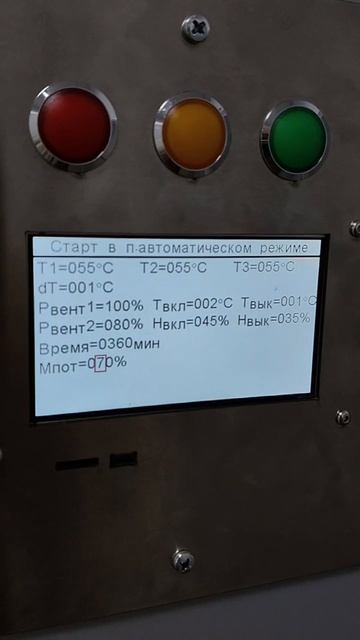 Старт в п-автоматическом режиме
T1=055°C T2=055°C T3=055°C
dT=001°C
Рвент1=100% Твкл=002°C Твык=001°C
Рвент2=080% Нвкл=045% Нвык=035%
Время=0360мин
Мпот=070%